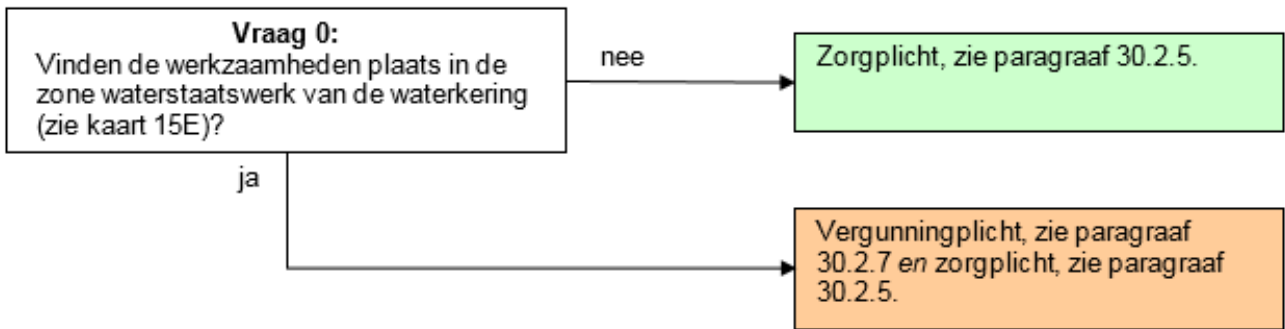 Vraag 0:
Vinden de werkzaamheden plaats in de
zone waterstaatswerk van de waterkering
(zie kaart 15E)?
nee
Zorgplicht, zie paragraaf 30.2.5.
ja
Vergunningplicht, zie paragraaf
30.2.7 en zorgplicht, zie paragraaf
30.2.5.